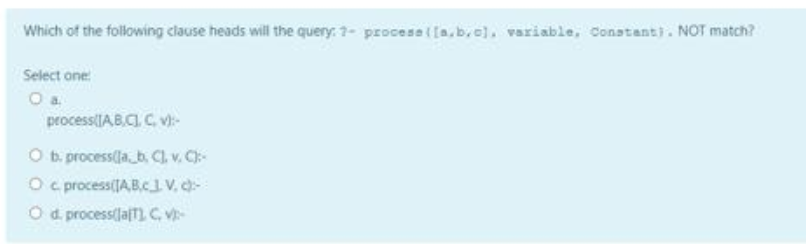 Which of the following clause heads will the query: ?- process([a,b,c], variable, Constant). NOT match?
Select one:
a.
process([A,B,C], C, v):-
b. process([a,_b, C], v, C):-
c. process([A,B,c_], V, c):-
d. process([a|T], C, v):-